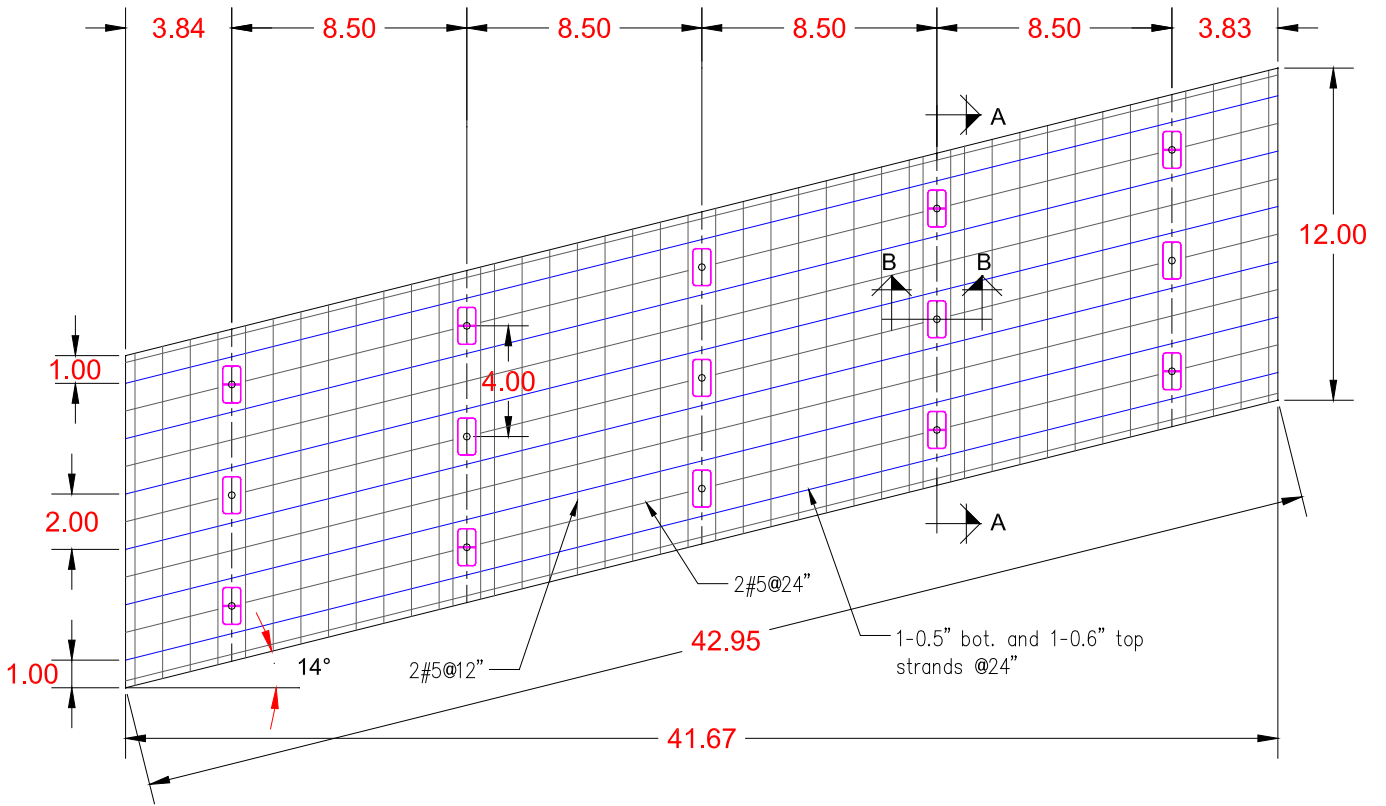 3.84
8.50
8.50
8.50
8.50
3.83
A
12.00
B
B
1.00
4.00
2.00
A
2#5@24”
1-0.5” bot. and 1-0.6” top
strands @24”
42.95
14°
2#5@12”
1.00
41.67